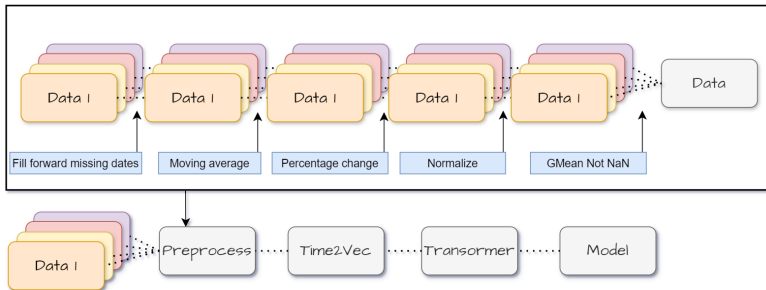 Data 1
Data 1
Data 1
Data 1
Data 1
Data
Fill forward missing dates
Moving average
Percentage change
Normalize
GMean Not NaN
Data 1
Preprocess
Time2Vec
Transormer
Model